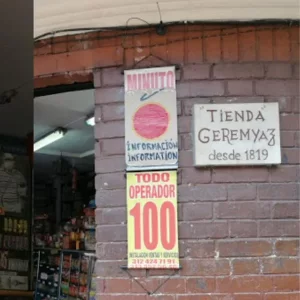 MINUTO
INFORMACIÓN
INFORMATION
TODO
OPERADOR
100
TIENDA
GEREMYAZ
desde 1819